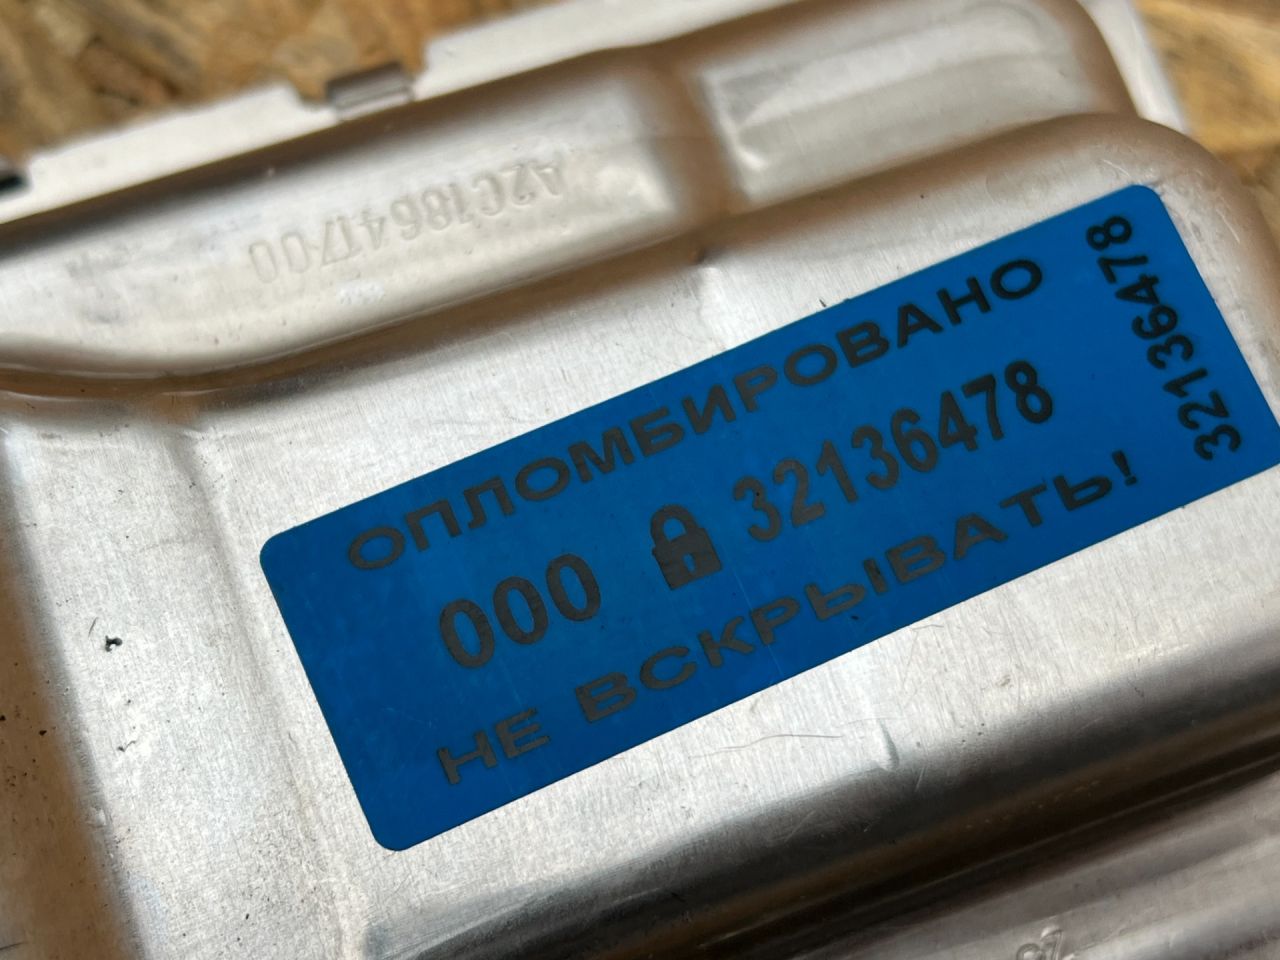 A2C18641700
ОПЛОМБИРОВАНО
000 32136478
НЕ ВСКРЫВАТЬ!
32136478